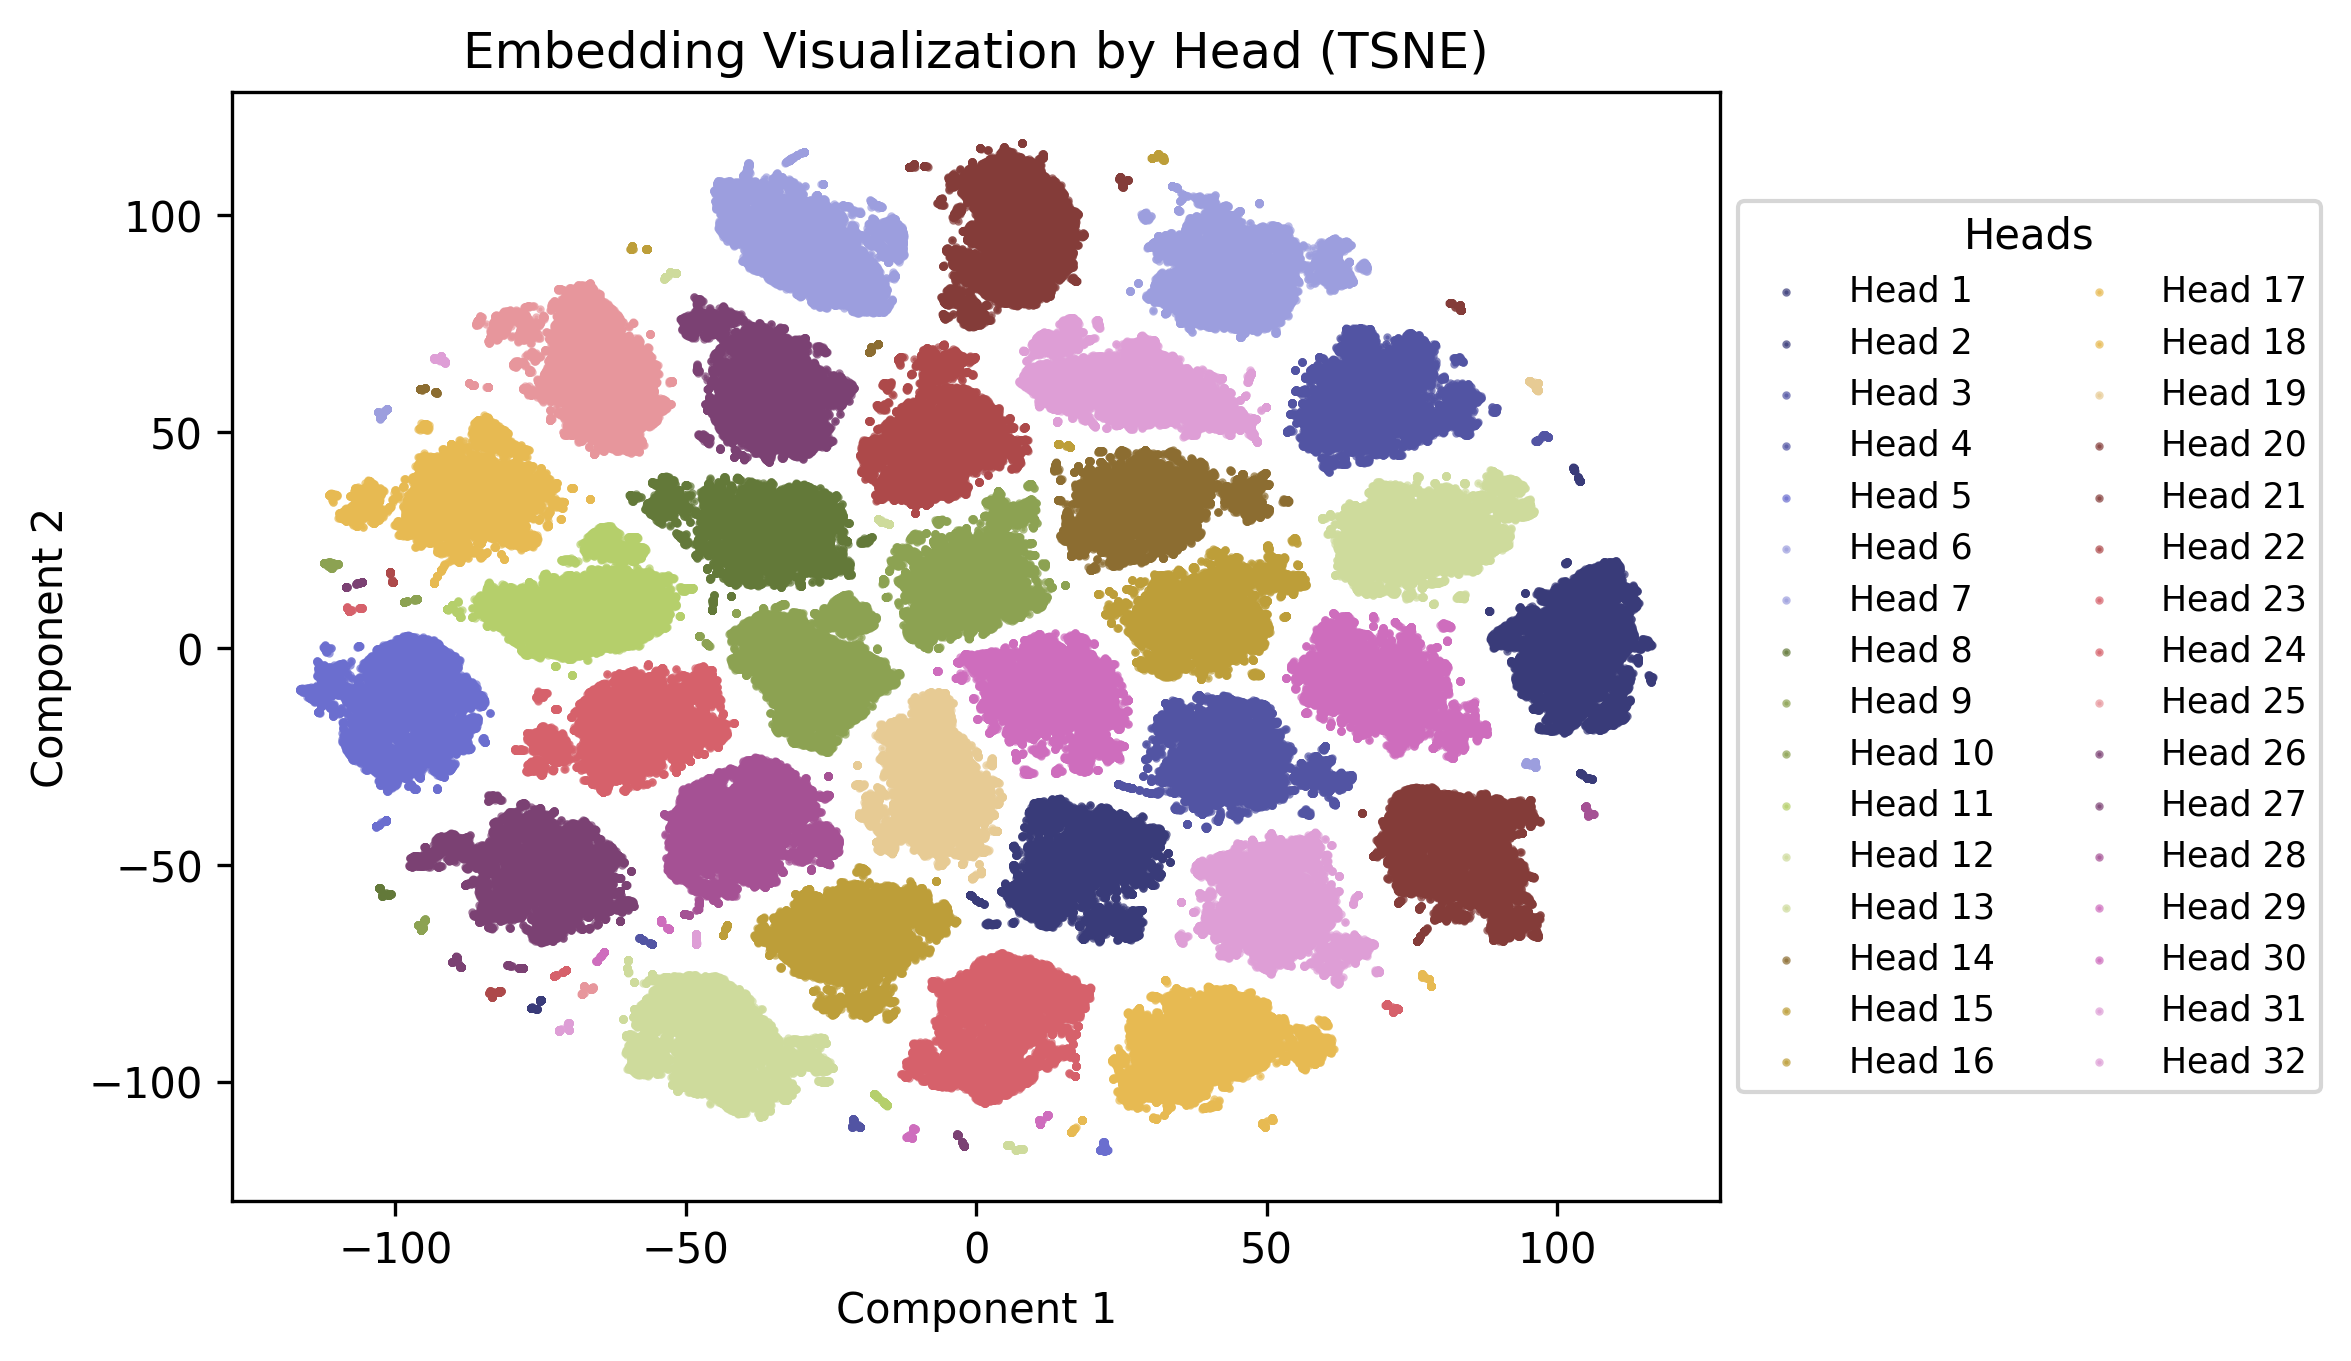 Embedding Visualization by Head (TSNE)
Component 2
100
50
0
−50
−100
−100
−50
0
50
100
Component 1
Heads
Head 1
Head 2
Head 3
Head 4
Head 5
Head 6
Head 7
Head 8
Head 9
Head 10
Head 11
Head 12
Head 13
Head 14
Head 15
Head 16
Head 17
Head 18
Head 19
Head 20
Head 21
Head 22
Head 23
Head 24
Head 25
Head 26
Head 27
Head 28
Head 29
Head 30
Head 31
Head 32